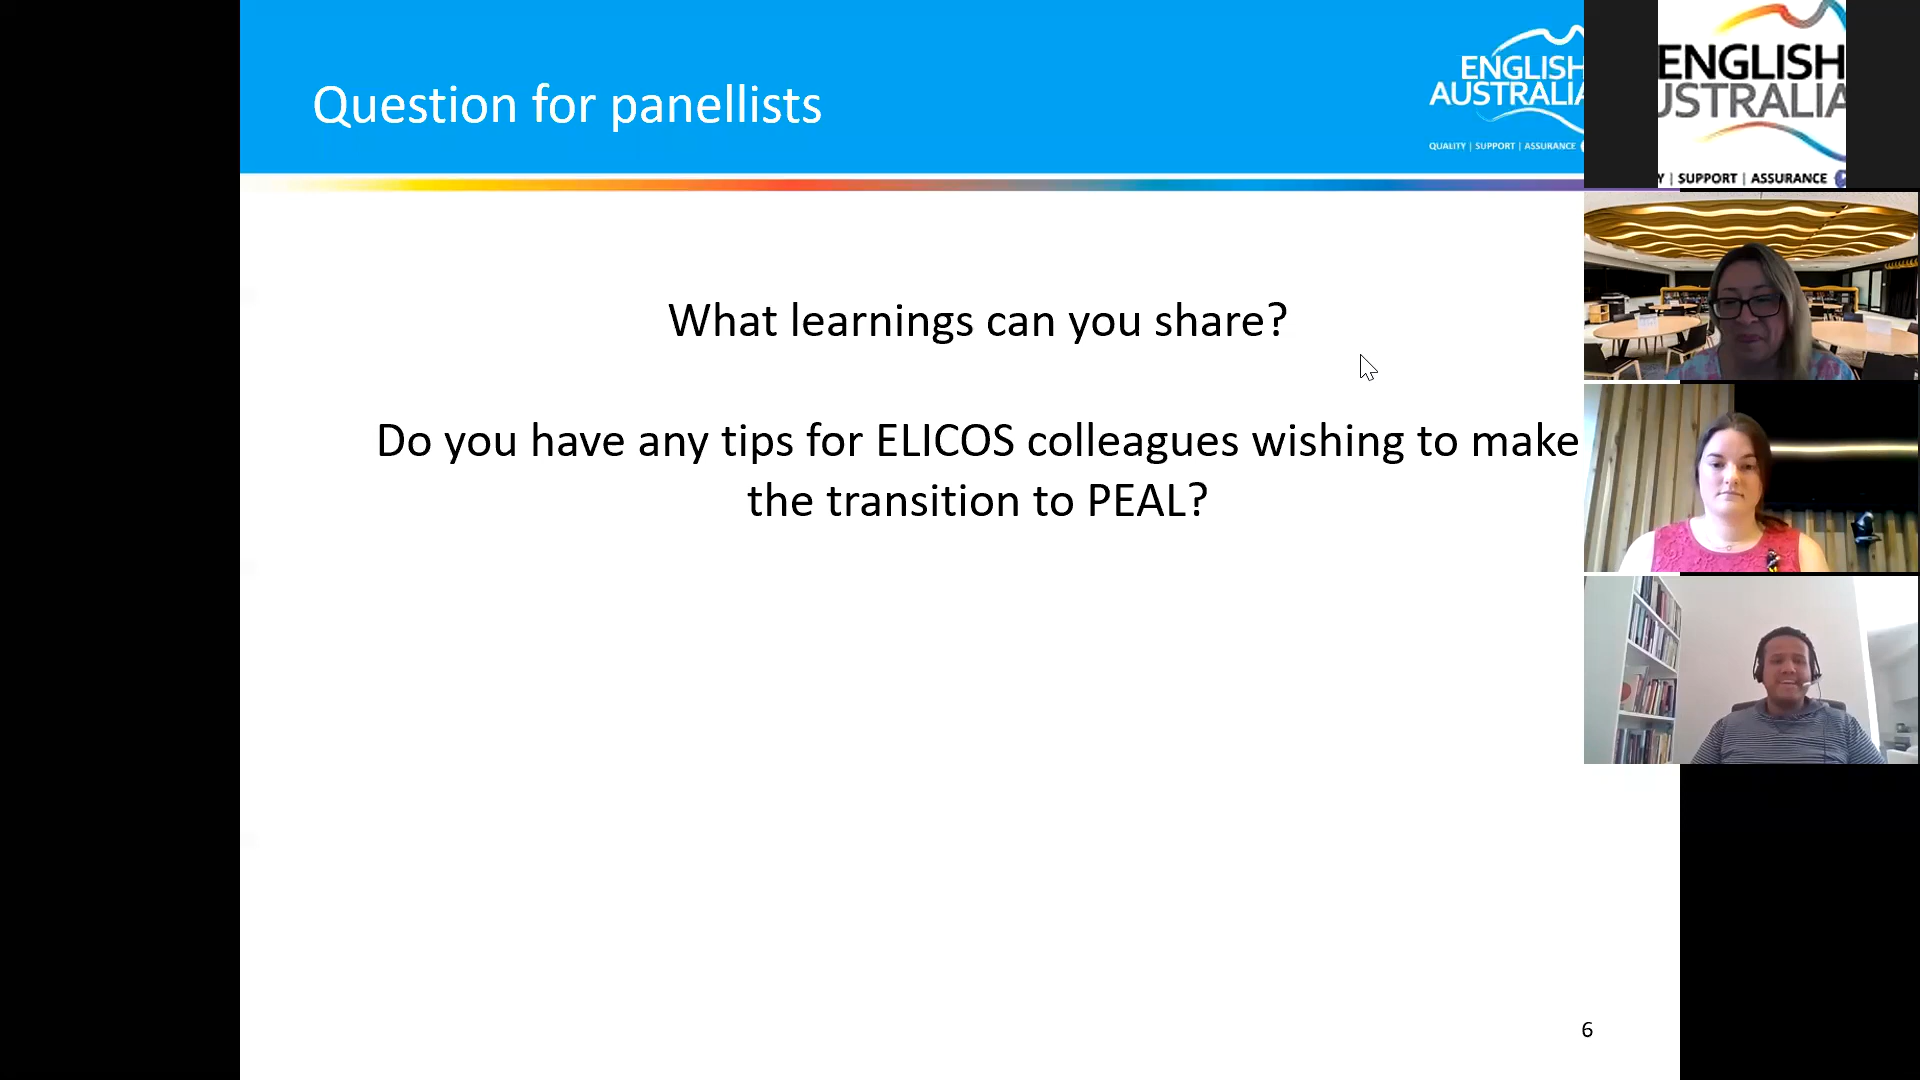 Question for panellists
ENGLISH
AUSTRALIA
QUALITY | SUPPORT | ASSURANCE
ENGLISH
USTRALIA
Y | SUPPORT | ASSURANCE
What learnings can you share?
Do you have any tips for ELICOS colleagues wishing to make
the transition to PEAL?
6